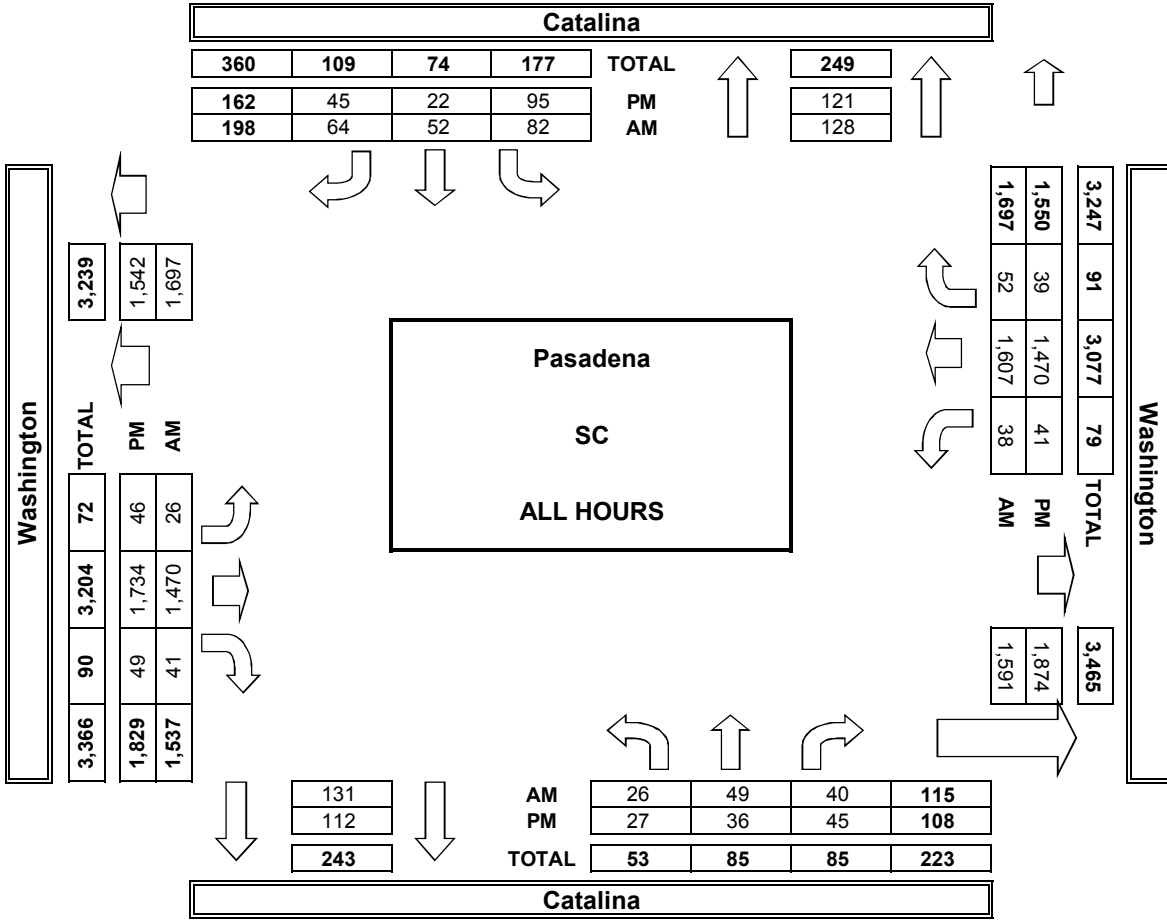 Catalina
360 109 74 177 TOTAL 249
162 45 22 95 PM 121
198 64 52 82 AM 128
Washington
3,239
1,542
1,697
TOTAL
PM
AM
72 3,204 90 3,366
46 1,734 49 1,829
26 1,470 41 1,537
Pasadena
SC
ALL HOURS
3,247 91 3,077 79 TOTAL 3,465
1,550 39 1,470 41 PM 1,874
1,697 52 1,607 38 AM 1,591
Washington
131 AM 26 49 40 115
112 PM 27 36 45 108
243 TOTAL 53 85 85 223
Catalina